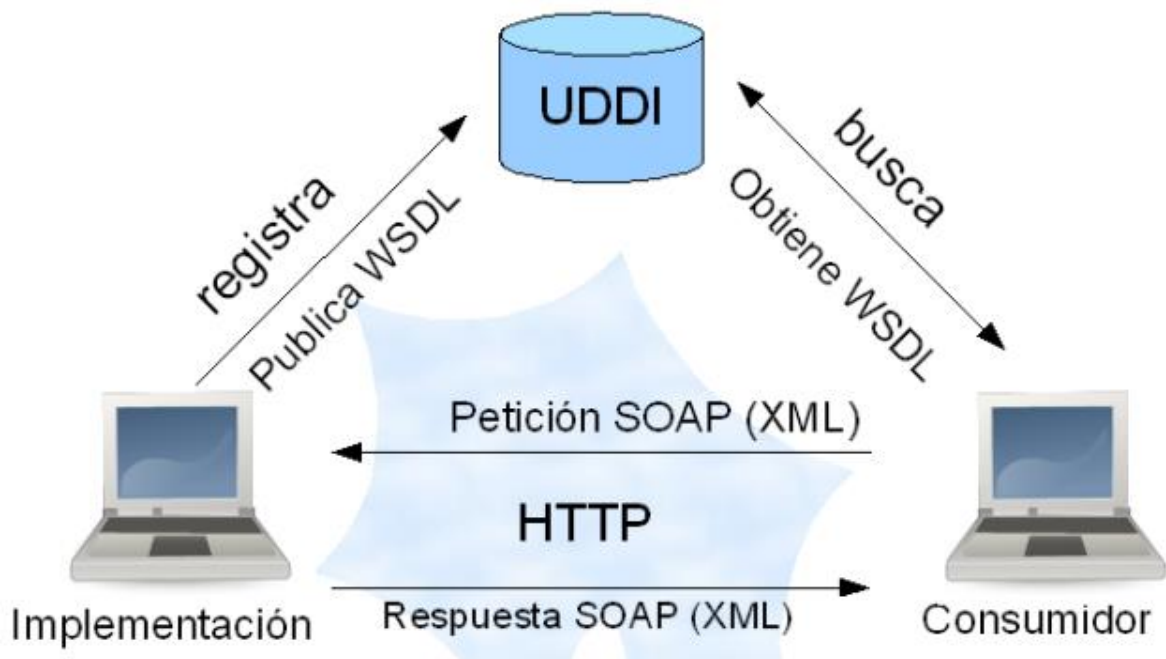 UDDI
registra
Publica WSDL
busca
Obtiene WSDL
Petición SOAP (XML)
HTTP
Respuesta SOAP (XML)
Implementación
Consumidor